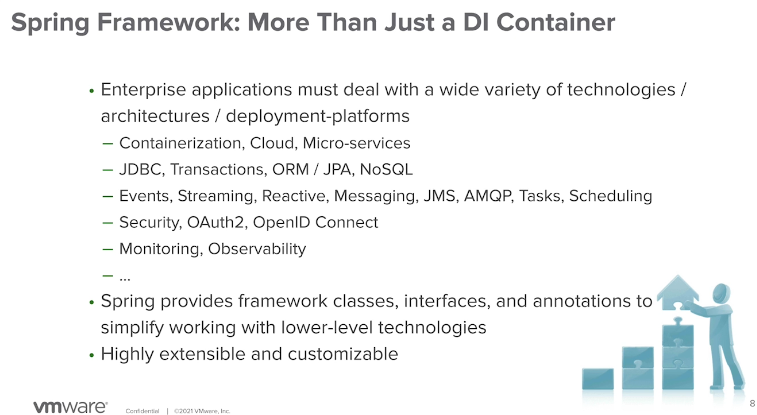 Spring Framework: More Than Just a DI Container
• Enterprise applications must deal with a wide variety of technologies /
architectures / deployment-platforms
– Containerization, Cloud, Micro-services
– JDBC, Transactions, ORM / JPA, NoSQL
– Events, Streaming, Reactive, Messaging, JMS, AMQP, Tasks, Scheduling
– Security, OAuth2, OpenID Connect
– Monitoring, Observability
– ...
• Spring provides framework classes, interfaces, and annotations to
simplify working with lower-level technologies
• Highly extensible and customizable
vmware® Confidential | ©2021 VMware, Inc. 8